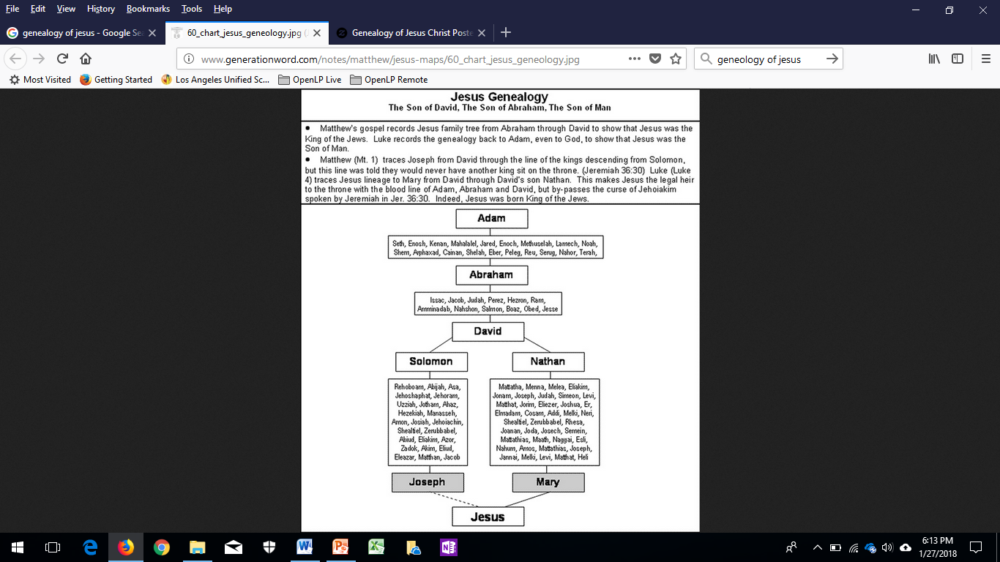 File Edit View History Bookmarks Tools Help
genealogy of jesus - Google Se
60_chart_jesus_geneology.jpg (
Genealogy of Jesus Christ Poste
www.generationword.com/notes/matthew/jesus-maps/60_chart_jesus_geneology.jpg
geneology of jesus
Most Visited Getting Started Los Angeles Unified Sc... OpenLP Live OpenLP Remote
Jesus Genealogy
The Son of David, The Son of Abraham, The Son of Man
• Matthew's gospel records Jesus family tree from Abraham through David to show that Jesus was the
King of the Jews. Luke records the genealogy back to Adam, even to God, to show that Jesus was the
Son of Man.
• Matthew (Mt. 1) traces Joseph from David through the line of the kings descending from Solomon,
but this line was told they would never have another king sit on the throne. (Jeremiah 36:30) Luke (Luke
4) traces Jesus lineage to Mary from David through David's son Nathan. This makes Jesus the legal heir
to the throne with the blood line of Adam, Abraham and David, but by-passes the curse of Jehoiakim
spoken by Jeremiah in Jer. 36:30. Indeed, Jesus was born King of the Jews.
Adam
Seth, Enosh, Kenan, Mahalalel, Jared, Enoch, Methuselah, Lamech, Noah,
Shem, Arphaxad, Cainan, Shelah, Eber, Peleg, Reu, Serug, Nahor, Terah,
Abraham
Issac, Jacob, Judah, Perez, Hezron, Ram,
Amminadab, Nahshon, Salmon, Boaz, Obed, Jesse
David
Solomon
Rehoboam, Abijah, Asa,
Jehoshaphat, Jehoram,
Uzziah, Jotham, Ahaz,
Hezekiah, Manasseh,
Amon, Josiah, Jehoiachin,
Shealtiel, Zerubbabel,
Abiud, Eliakim, Azor,
Zadok, Akim, Eliud,
Eleazar, Matthan, Jacob
Joseph
Nathan
Mattatha, Menna, Melea, Eliakim,
Jonam, Joseph, Judah, Simeon, Levi,
Matthat, Jorim, Eliezer, Joshua, Er,
Elmadam, Cosam, Addi, Melki, Neri,
Shealtiel, Zerubbabel, Rhesa,
Joanan, Joda, Josech, Semein,
Mattathias, Maath, Naggai, Esli,
Nahum, Amos, Mattathias, Joseph,
Jannai, Melki, Levi, Matthat, Heli
Mary
Jesus
6:13 PM
1/27/2018